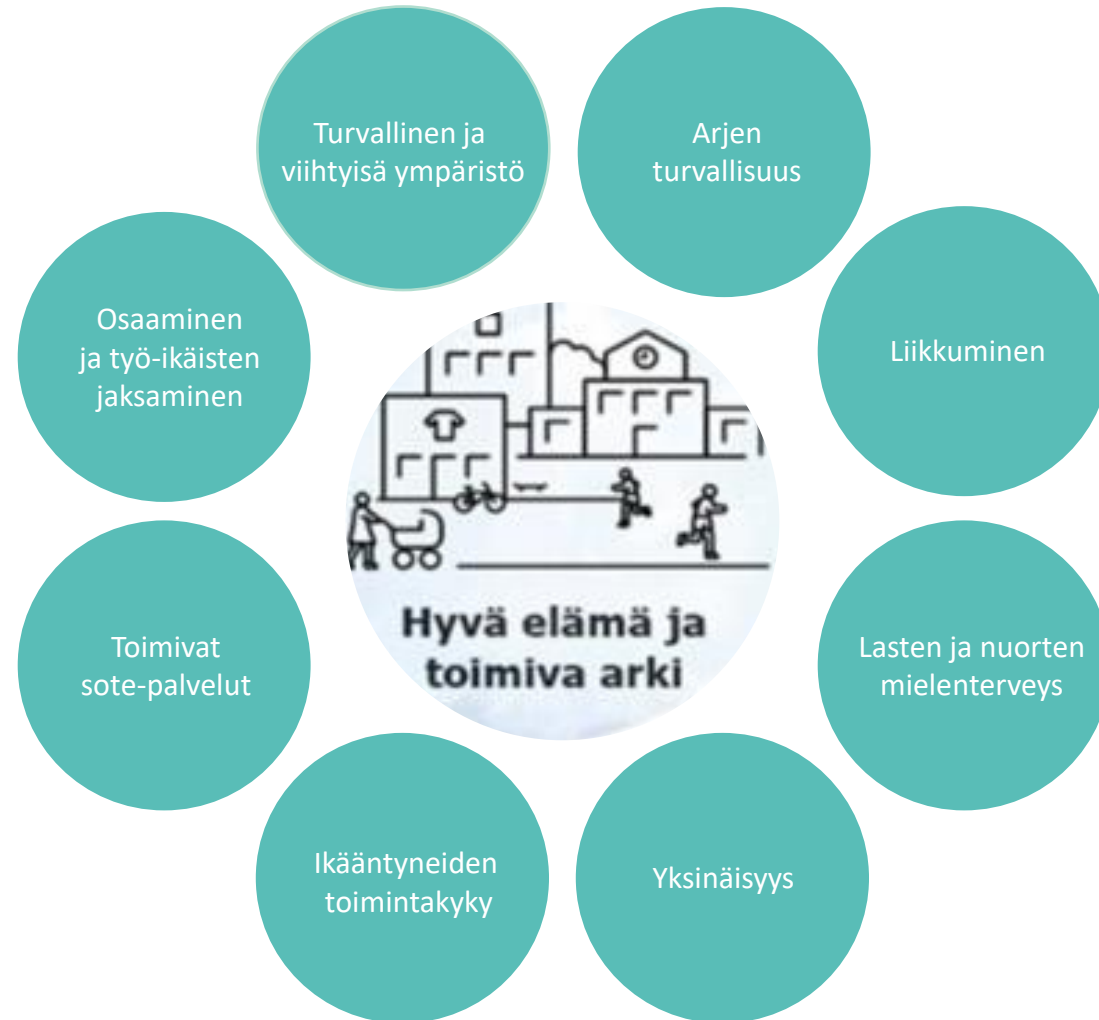 Turvallinen ja
viihtyisä ympäristö
Arjen
turvallisuus
Osaaminen
ja työ-ikäisten
jaksaminen
Liikkuminen
Hyvä elämä ja
toimiva arki
Toimivat
sote-palvelut
Lasten ja nuorten
mielenterveys
Ikääntyneiden
toimintakyky
Yksinäisyys